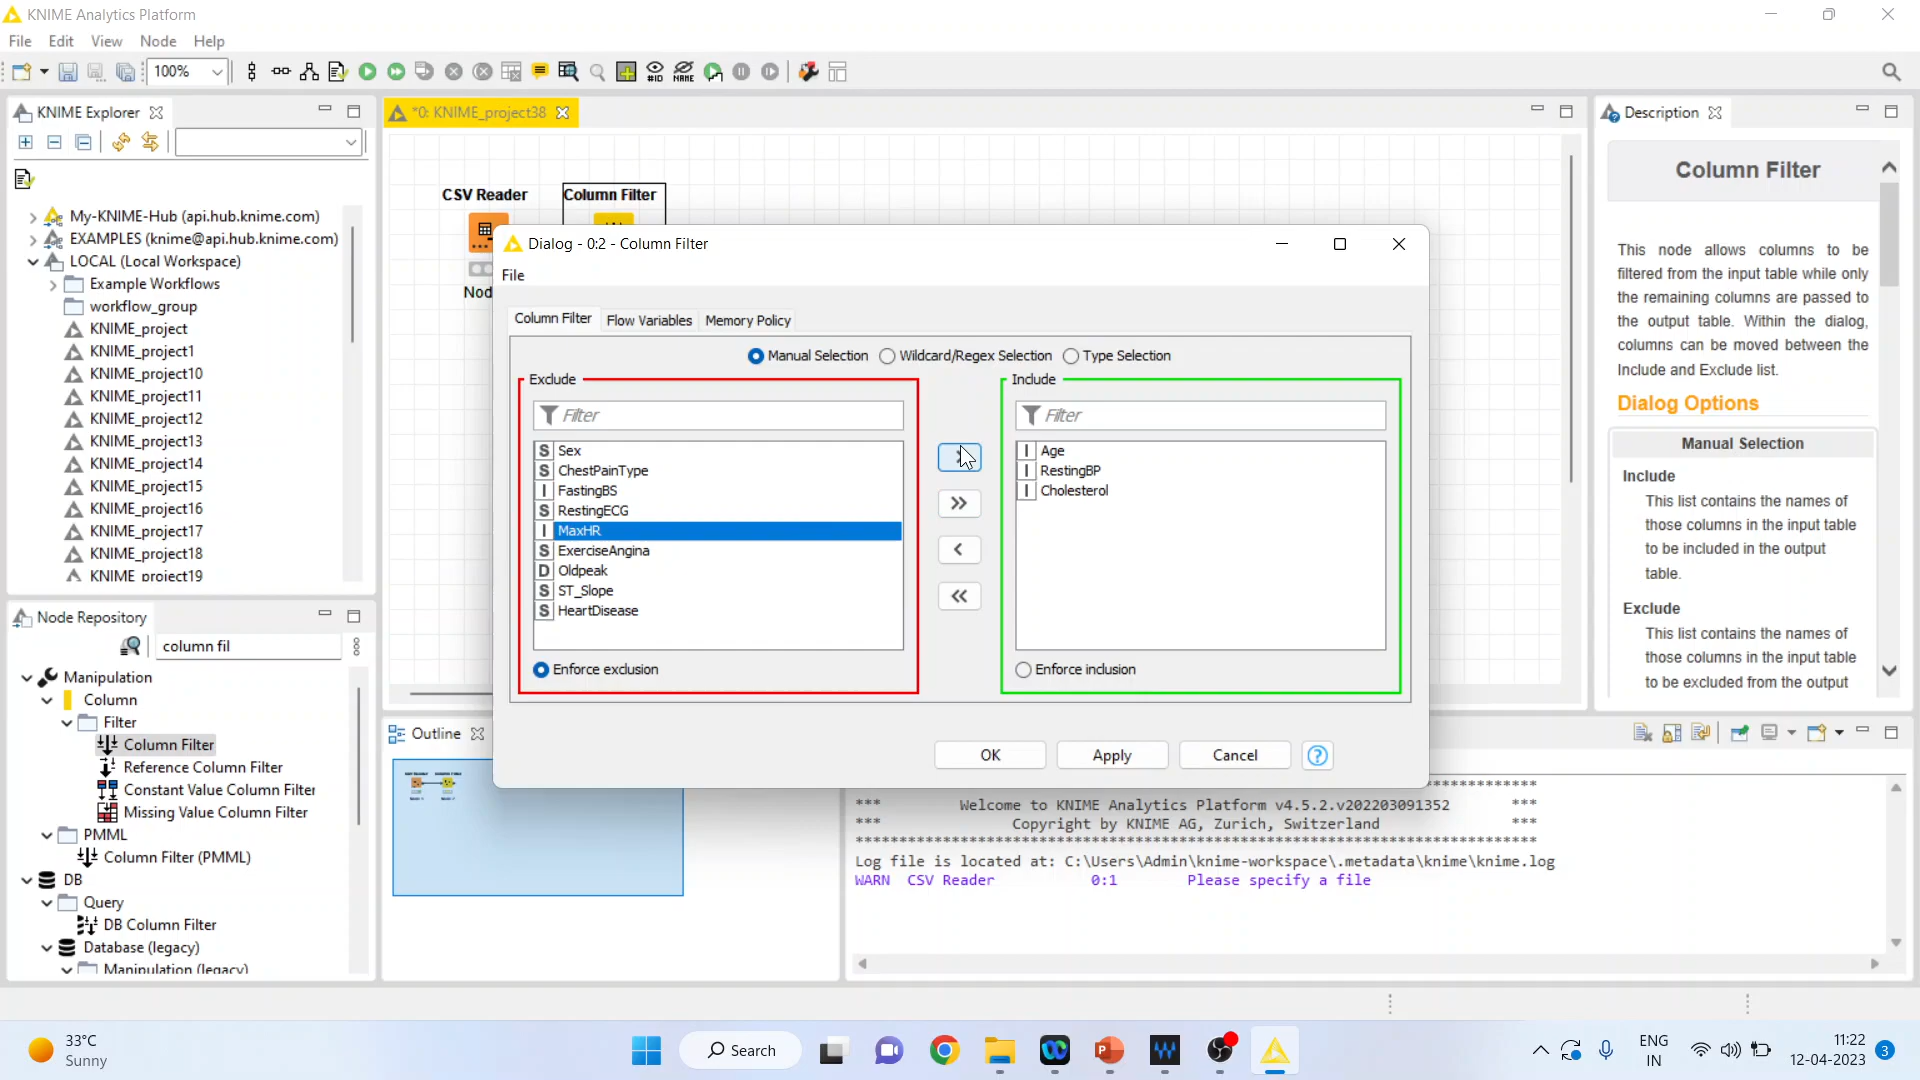 KNIME Analytics Platform
File Edit View Node Help
100%
KNIME Explorer
*0: KNIME_project38
Description
My-KNIME-Hub (api.hub.knime.com)
EXAMPLES (knime@api.hub.knime.com)
LOCAL (Local Workspace)
Example Workflows
workflow_group
KNIME_project
KNIME_project1
KNIME_project10
KNIME_project11
KNIME_project12
KNIME_project13
KNIME_project14
KNIME_project15
KNIME_project16
KNIME_project17
KNIME_project18
KNIME_project19
CSV Reader
Column Filter
Nod
Dialog - 0:2 - Column Filter
File
Column Filter Flow Variables Memory Policy
Manual Selection Wildcard/Regex Selection Type Selection
Exclude
Filter
S Sex
S ChestPainType
I FastingBS
S RestingECG
I MaxHR
S ExerciseAngina
D Oldpeak
S ST_Slope
S HeartDisease
Enforce exclusion
Include
Filter
I Age
I RestingBP
I Cholesterol
Enforce inclusion
OK Apply Cancel
Column Filter
This node allows columns to be
filtered from the input table while only
the remaining columns are passed to
the output table. Within the dialog,
columns can be moved between the
Include and Exclude list.
Dialog Options
Manual Selection
Include
This list contains the names of
those columns in the input table
to be included in the output
table.
Exclude
This list contains the names of
those columns in the input table
to be excluded from the output
Node Repository
column fil
Manipulation
Column
Filter
Column Filter
Reference Column Filter
Constant Value Column Filter
Missing Value Column Filter
PMML
Column Filter (PMML)
DB
Query
DB Column Filter
Database (legacy)
Manipulation (legacy)
Outline
*** Welcome to KNIME Analytics Platform v4.5.2.v202203091352 ***
*** Copyright by KNIME AG, Zurich, Switzerland ***
Log file is located at: C:\Users\Admin\knime-workspace\.metadata\knime\knime.log
WARN CSV Reader 0:1 Please specify a file
33°C
Sunny
Search
ENG
IN
11:22
12-04-2023
3